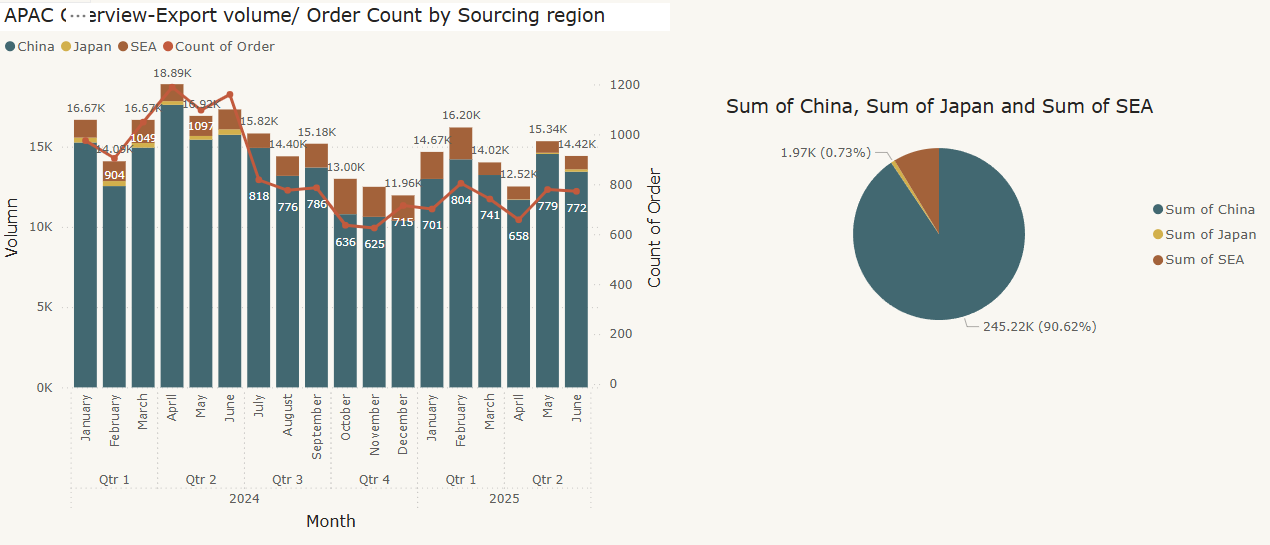 APAC O···erview-Export volume/ Order Count by Sourcing region
China Japan SEA Count of Order
18.89K
16.67K 16.67K 16.92K
14.09K 15.82K 14.40K 15.18K 13.00K 11.96K 14.67K 16.20K 14.02K 12.52K 15.34K 14.42K
904 1049 1097 818 776 786 636 625 715 701 804 741 658 779 772
15K
10K
5K
0K
Volumn
1200
1000
800
600
400
200
0
Count of Order
January February March April May June July August September October November December January February March April May June
Qtr 1 Qtr 2 Qtr 3 Qtr 4 Qtr 1 Qtr 2
2024 2025
Month
Sum of China, Sum of Japan and Sum of SEA
1.97K (0.73%)
245.22K (90.62%)
Sum of China
Sum of Japan
Sum of SEA